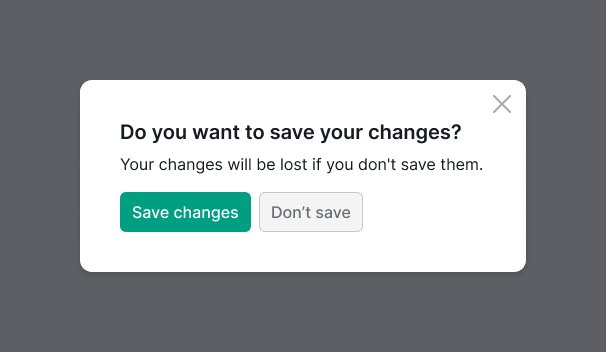 Do you want to save your changes?
Your changes will be lost if you don't save them.
Save changes
Don’t save